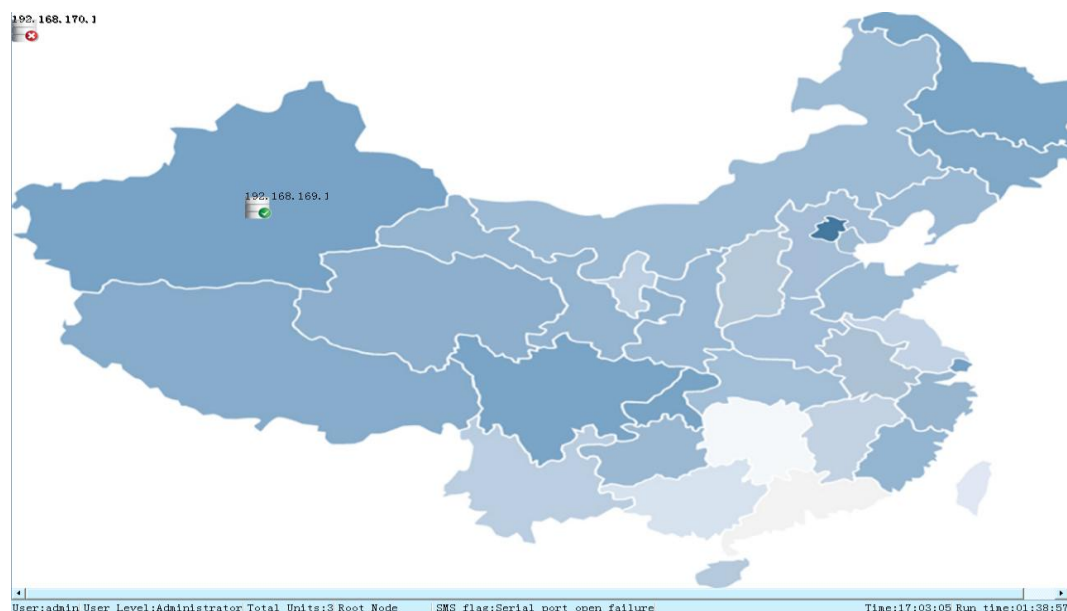 192.168.170.1
192.168.169.1
User:admin User Level:Administrator Total Units:3 Root Node SMS flag:Serial port open failure Time:17:03:05 Run time:01:38:57